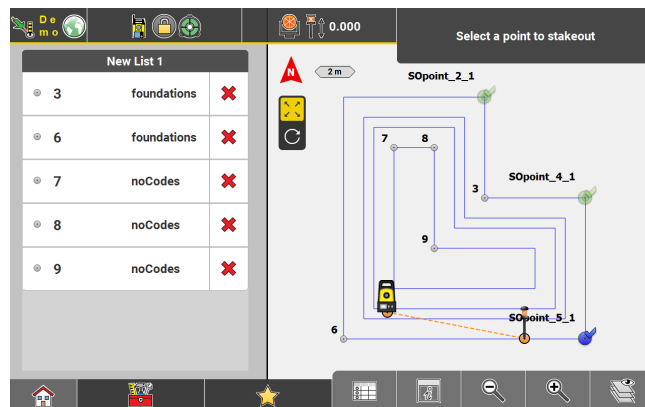 De
mo
0.000
Select a point to stakeout
New List 1
3 foundations
6 foundations
7 noCodes
8 noCodes
9 noCodes
N
2 m
SOpoint_2_1
7 8
SOpoint_4_1
3
9
SOpoint_5_1
6